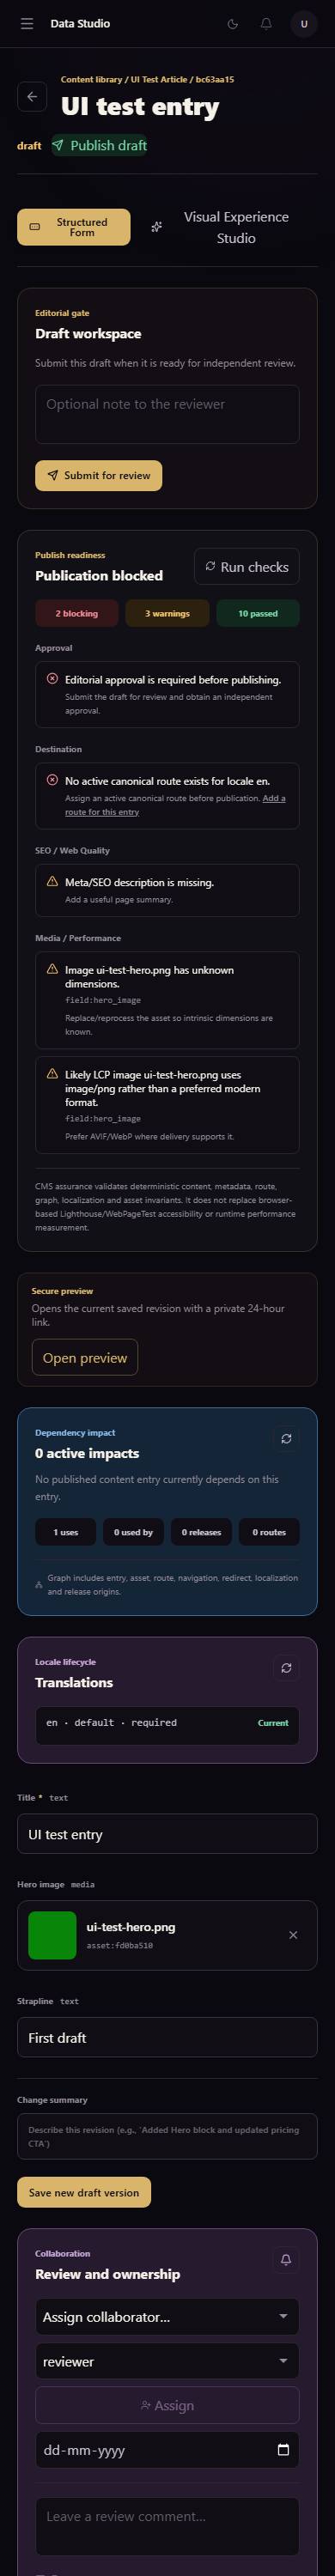 Data Studio
U
Content library / UI Test Article / bc63aa15
UI test entry
draft
Publish draft
Structured
Form
Visual Experience
Studio
Editorial gate
Draft workspace
Submit this draft when it is ready for independent review.
Optional note to the reviewer
Submit for review
Publish readiness
Publication blocked
Run checks
2 blocking
3 warnings
10 passed
Approval
Editorial approval is required before publishing.
Submit the draft for review and obtain an independent
approval.
Destination
No active canonical route exists for locale en.
Assign an active canonical route before publication. Add a
route for this entry
SEO / Web Quality
Meta/SEO description is missing.
Add a useful page summary.
Media / Performance
Image ui-test-hero.png has unknown
dimensions.
field:hero_image
Replace/reprocess the asset so intrinsic dimensions are
known.
Likely LCP image ui-test-hero.png uses
image/png rather than a preferred modern
format.
field:hero_image
Prefer AVIF/WebP where delivery supports it.
CMS assurance validates deterministic content, metadata, route,
graph, localization and asset invariants. It does not replace browser-
based Lighthouse/WebPageTest accessibility or runtime performance
measurement.
Secure preview
Opens the current saved revision with a private 24-hour
link.
Open preview
Dependency impact
0 active impacts
No published content entry currently depends on this
entry.
1 uses
0 used by
0 releases
0 routes
Graph includes entry, asset, route, navigation, redirect, localization
and release origins.
Locale lifecycle
Translations
en · default · required
Current
Title * text
UI test entry
Hero image media
ui-test-hero.png
asset:fd0ba510
Strapline text
First draft
Change summary
Describe this revision (e.g., 'Added Hero block and updated pricing
CTA')
Save new draft version
Collaboration
Review and ownership
Assign collaborator...
reviewer
Assign
dd-mm-yyyy
Leave a review comment...